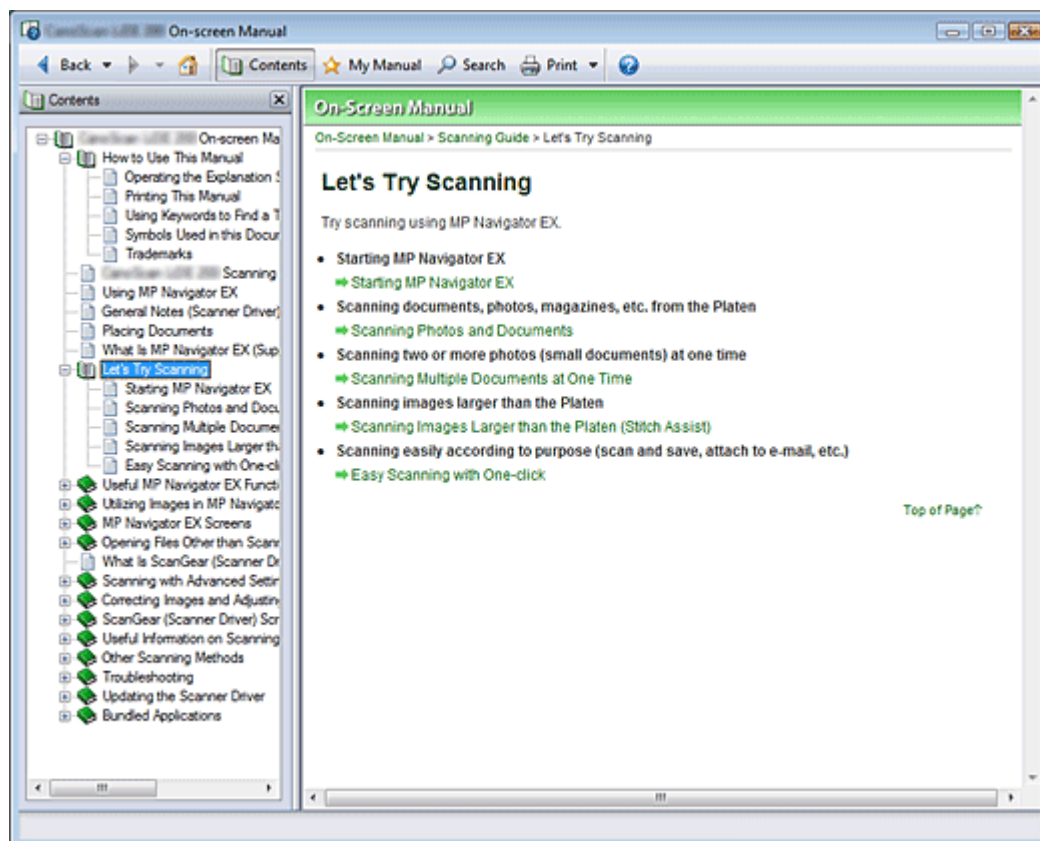 On-screen Manual
Back
Contents
My Manual
Search
Print
Contents
On-screen Ma
How to Use This Manual
Operating the Explanation S
Printing This Manual
Using Keywords to Find a T
Symbols Used in this Docur
Trademarks
Scanning
Using MP Navigator EX
General Notes (Scanner Driver)
Placing Documents
What Is MP Navigator EX (Sup
Let's Try Scanning
Starting MP Navigator EX
Scanning Photos and Docu
Scanning Multiple Documen
Scanning Images Larger tha
Easy Scanning with One-cli
Useful MP Navigator EX Functi
Utilizing Images in MP Navigato
MP Navigator EX Screens
Opening Files Other than Scann
What Is ScanGear (Scanner Dr
Scanning with Advanced Settin
Correcting Images and Adjusting
ScanGear (Scanner Driver) Scr
Useful Information on Scanning
Other Scanning Methods
Troubleshooting
Updating the Scanner Driver
Bundled Applications
On-Screen Manual
On-Screen Manual > Scanning Guide > Let's Try Scanning
Let's Try Scanning
Try scanning using MP Navigator EX.
Starting MP Navigator EX
Starting MP Navigator EX
Scanning documents, photos, magazines, etc. from the Platen
Scanning Photos and Documents
Scanning two or more photos (small documents) at one time
Scanning Multiple Documents at One Time
Scanning images larger than the Platen
Scanning Images Larger than the Platen (Stitch Assist)
Scanning easily according to purpose (scan and save, attach to e-mail, etc.)
Easy Scanning with One-click
Top of Page↑